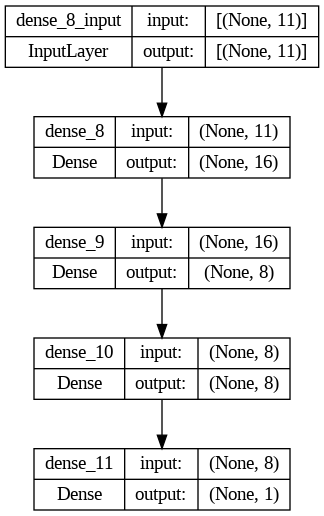 dense_8_input input: [(None, 11)]
InputLayer output: [(None, 11)]
dense_8 input: (None, 11)
Dense output: (None, 16)
dense_9 input: (None, 16)
Dense output: (None, 8)
dense_10 input: (None, 8)
Dense output: (None, 8)
dense_11 input: (None, 8)
Dense output: (None, 1)